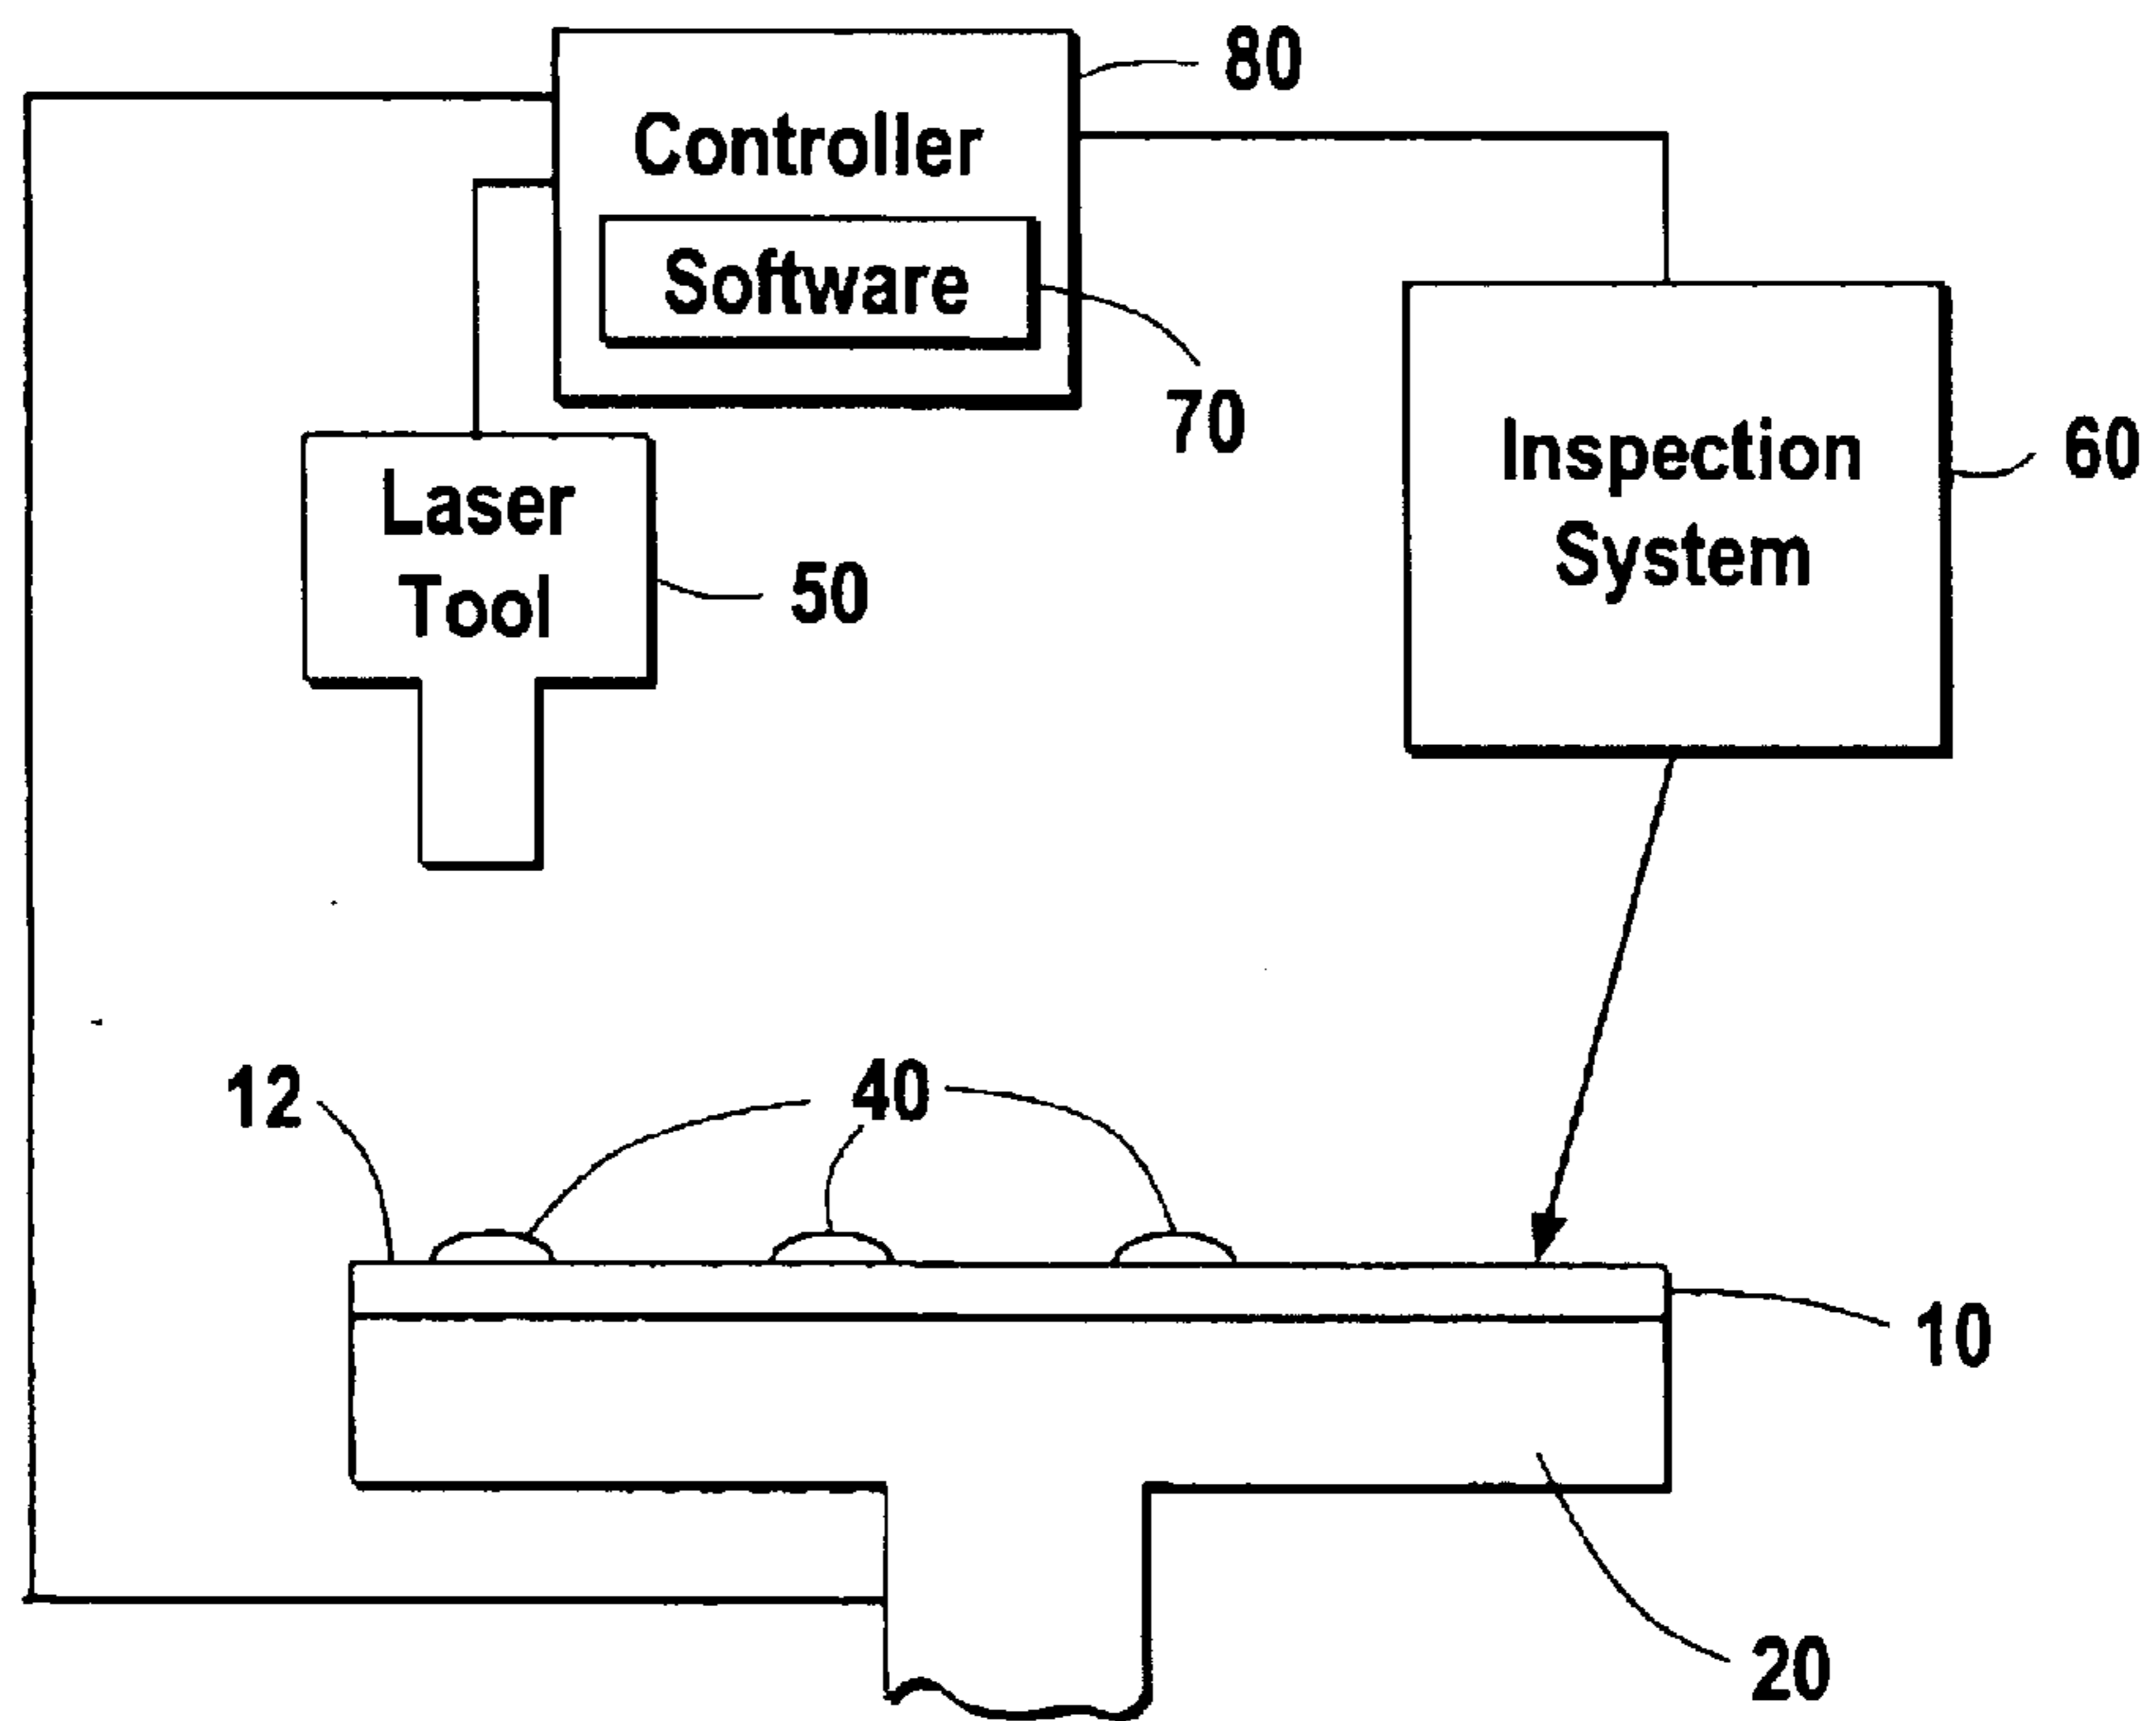 80
Controller
Software
70
Inspection
System
60
Laser
Tool
50
12
40
10
20